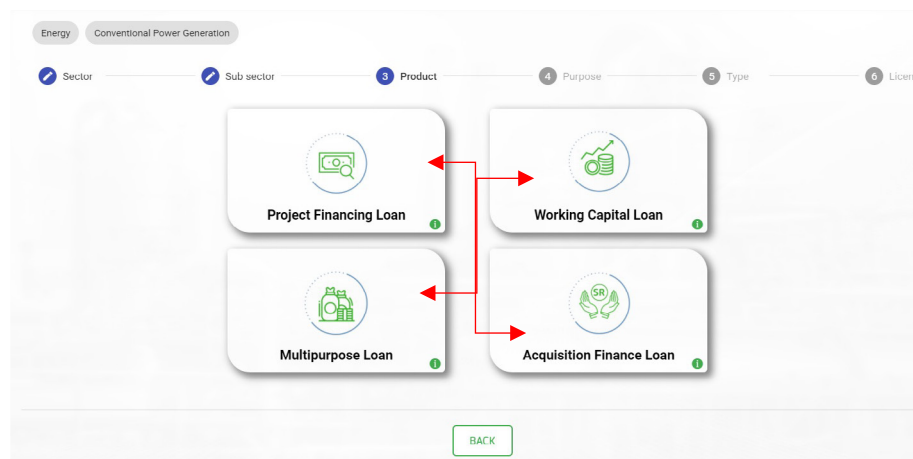 Energy Conventional Power Generation
Sector Sub sector 3 Product 4 Purpose 5 Type 6 Licen
Project Financing Loan Working Capital Loan
SR
Multipurpose Loan Acquisition Finance Loan
BACK